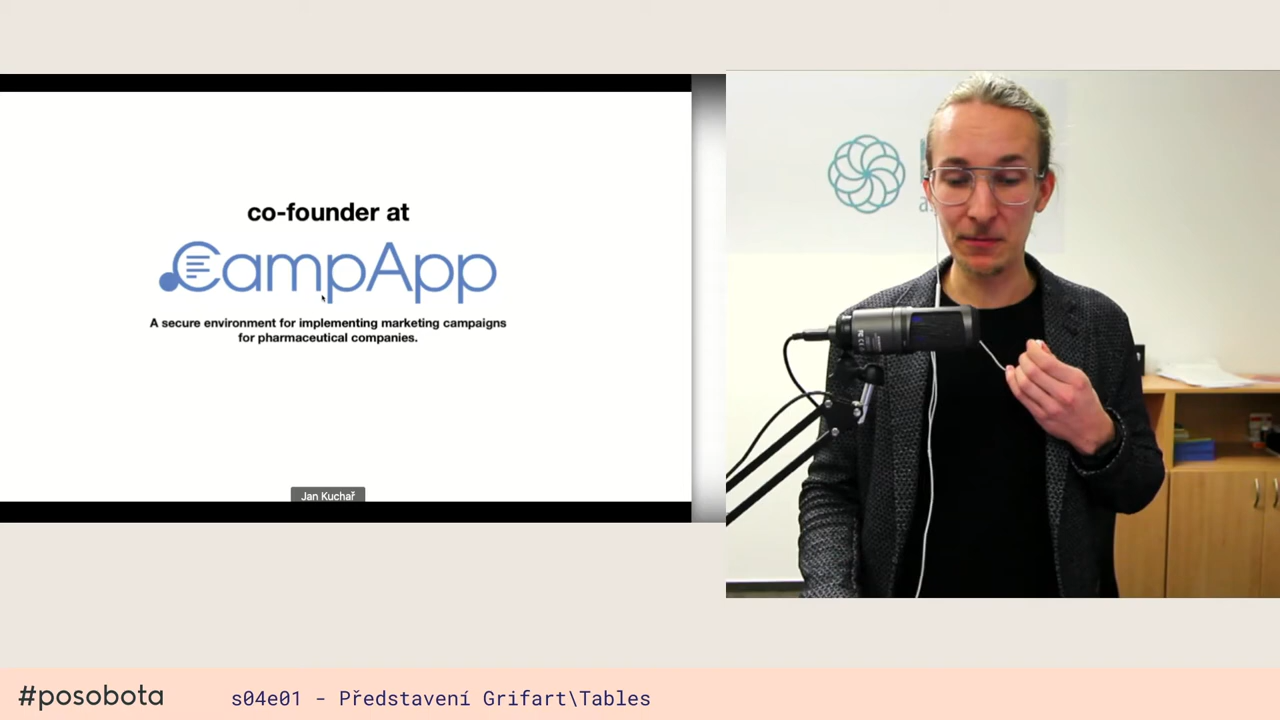 co-founder at
CampApp
A secure environment for implementing marketing campaigns
for pharmaceutical companies.
Jan Kuchař
#posobota
s04e01 - Představení Grifart\Tables